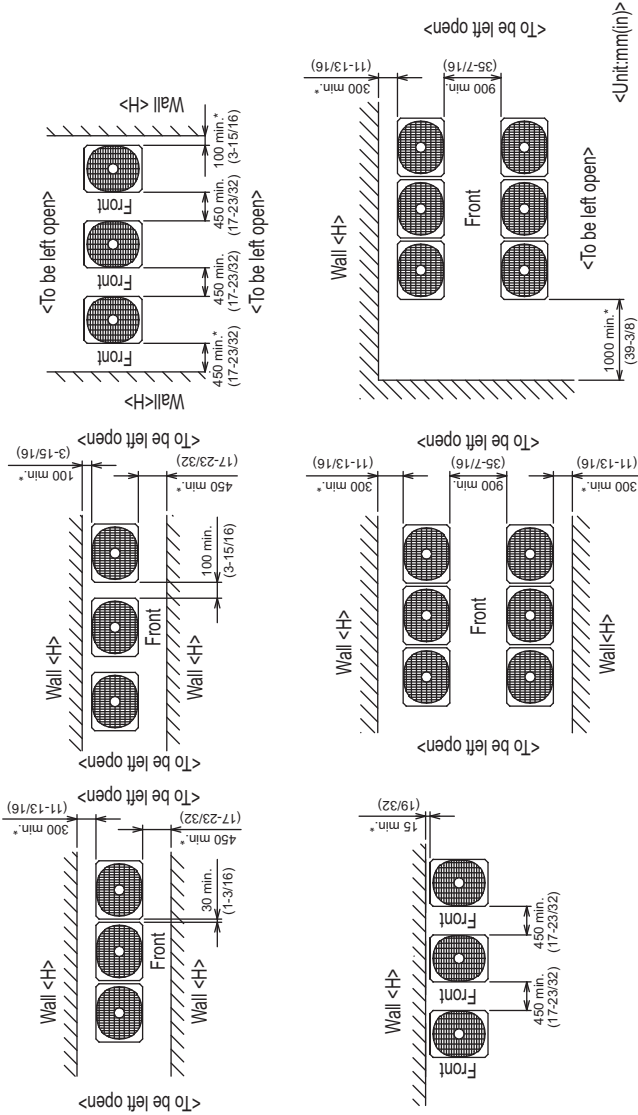 <To be left open>
Wall <H>
450 min.*
(17-23/32)
Front
450 min.
(17-23/32)
Front
450 min.
(17-23/32)
Front
100 min.*
(3-15/16)
Wall <H>
<To be left open>
Wall <H>
300 min.*
(11-13/16)
900 min.
(35-7/16)
<To be left open>
Front
1000 min.*
(39-3/8)
<To be left open>
<Unit:mm(in)>
Wall <H>
100 min.*
(3-15/16)
<To be left open>
Front
450 min.*
(17-23/32)
100 min.
(3-15/16)
Wall <H>
<To be left open>
Wall <H>
300 min.*
(11-13/16)
<To be left open>
900 min.
(35-7/16)
Front
300 min.*
(11-13/16)
Wall <H>
<To be left open>
Wall <H>
300 min.*
(11-13/16)
<To be left open>
Front
450 min.*
(17-23/32)
30 min.
(1-3/16)
Wall <H>
<To be left open>
Wall <H>
15 min.*
(19/32)
Front
450 min.
(17-23/32)
Front
450 min.
(17-23/32)
Front